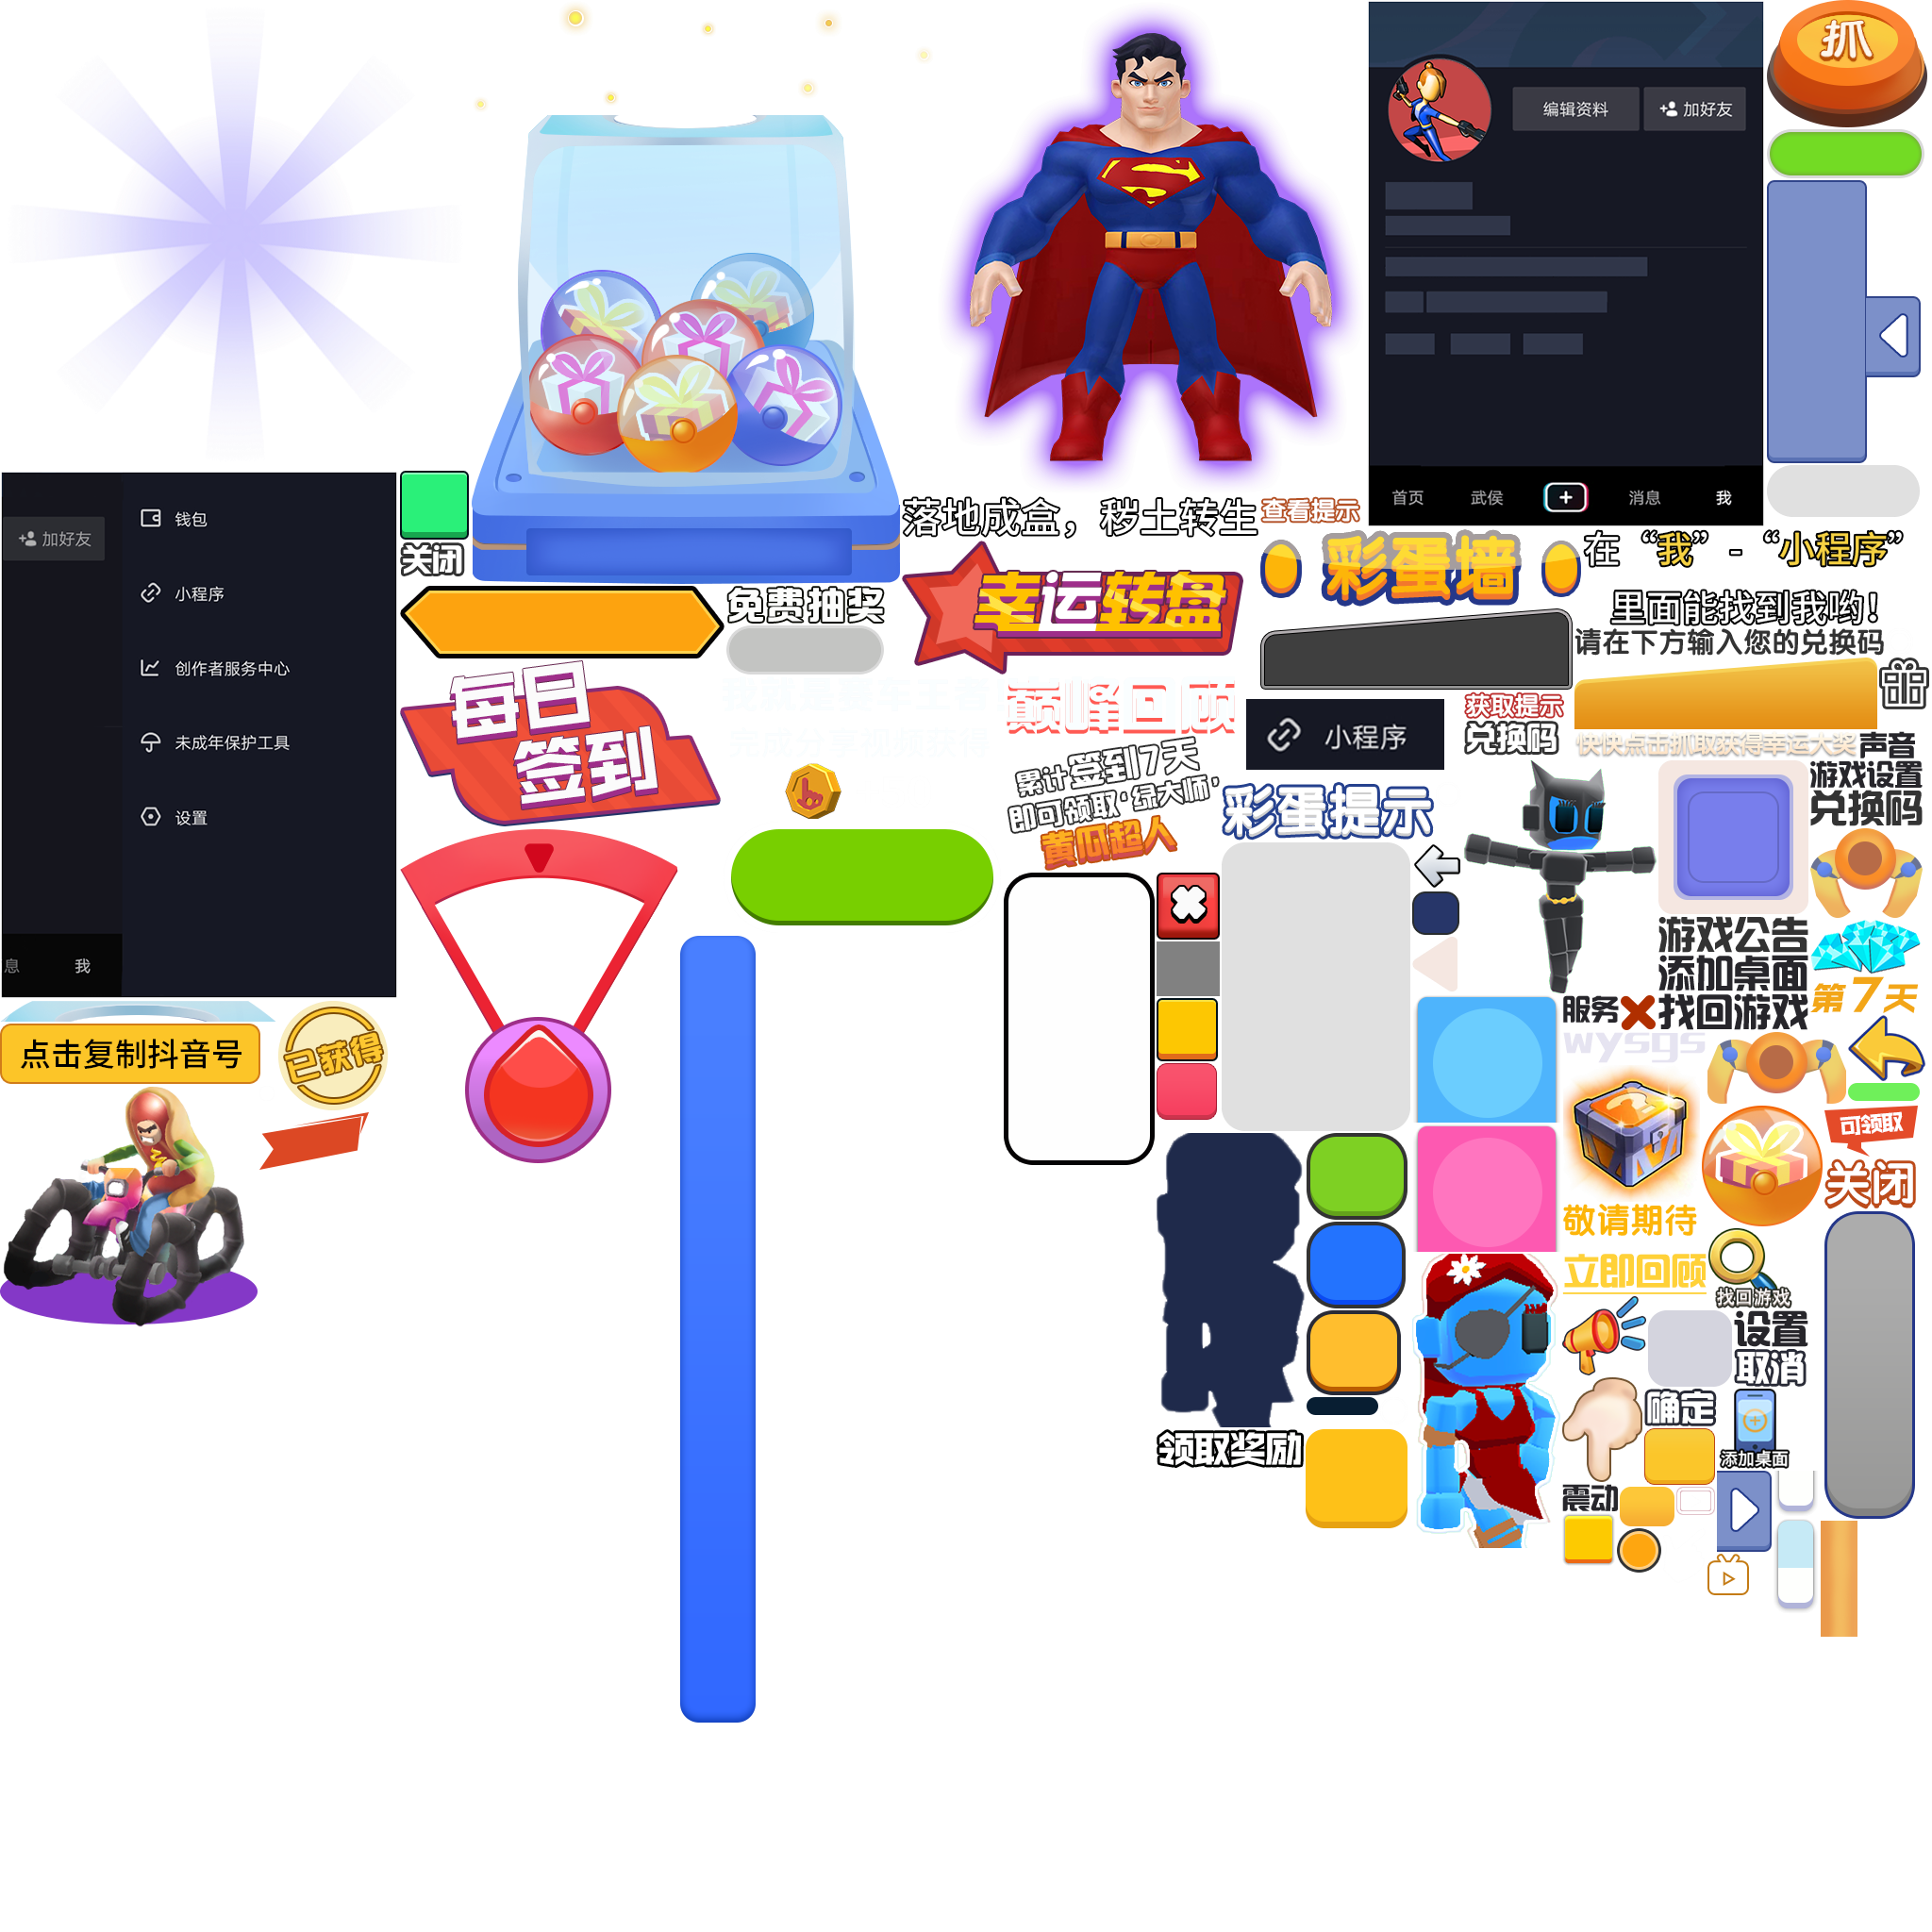 抓
编辑资料
加好友
首页
武侯
消息
我
加好友
钱包
小程序
创作者服务中心
未成年保护工具
设置
息
我
关闭
落地成盒，秽土转生
查看提示
彩蛋墙
在“我”-“小程序”
里面能找到我哟！
请在下方输入您的兑换码
免费抽奖
幸运转盘
每日
签到
巅峰回顾
累计签到7天
即可领取‘绿大师’
黄瓜超人
小程序
获取提示
兑换码
快快点击抓取获得幸运大奖
声音
游戏设置
兑换码
彩蛋提示
游戏公告
添加桌面
找回游戏
服务
第7天
wysgs
点击复制抖音号
已获得
可领取
关闭
敬请期待
立即回顾
找回游戏
设置
取消
确定
添加桌面
震动
领取奖励